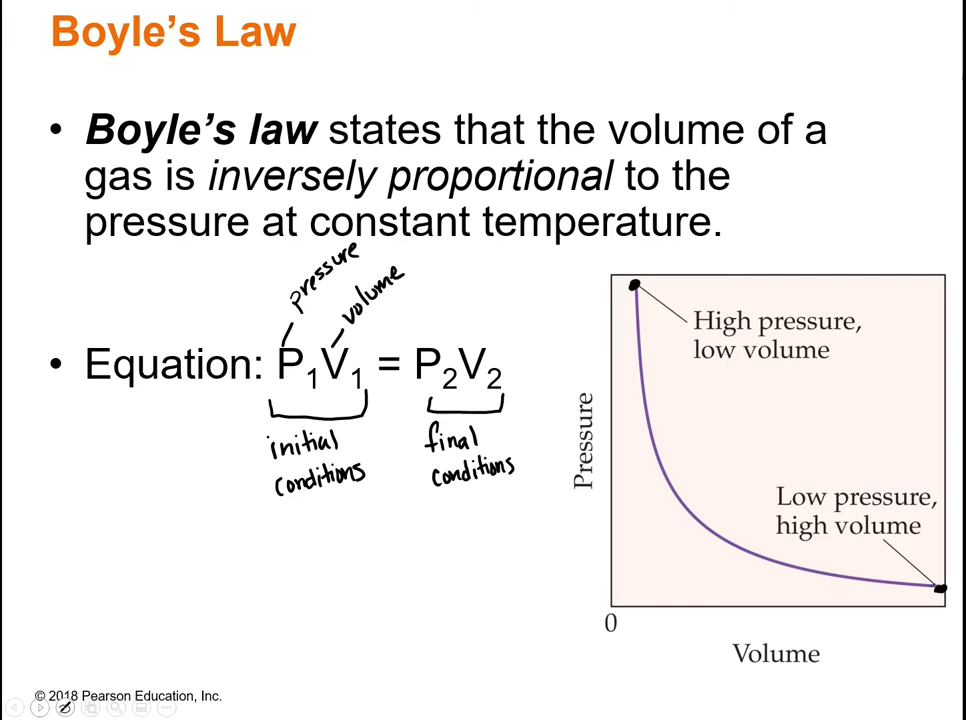 Boyle’s Law
• Boyle’s law states that the volume of a
gas is inversely proportional to the
pressure at constant temperature.
pressure
volume
• Equation: P₁V₁ = P₂V₂
initial
conditions
final
conditions
High pressure,
low volume
Pressure
Low pressure,
high volume
0
Volume
© 2018 Pearson Education, Inc.